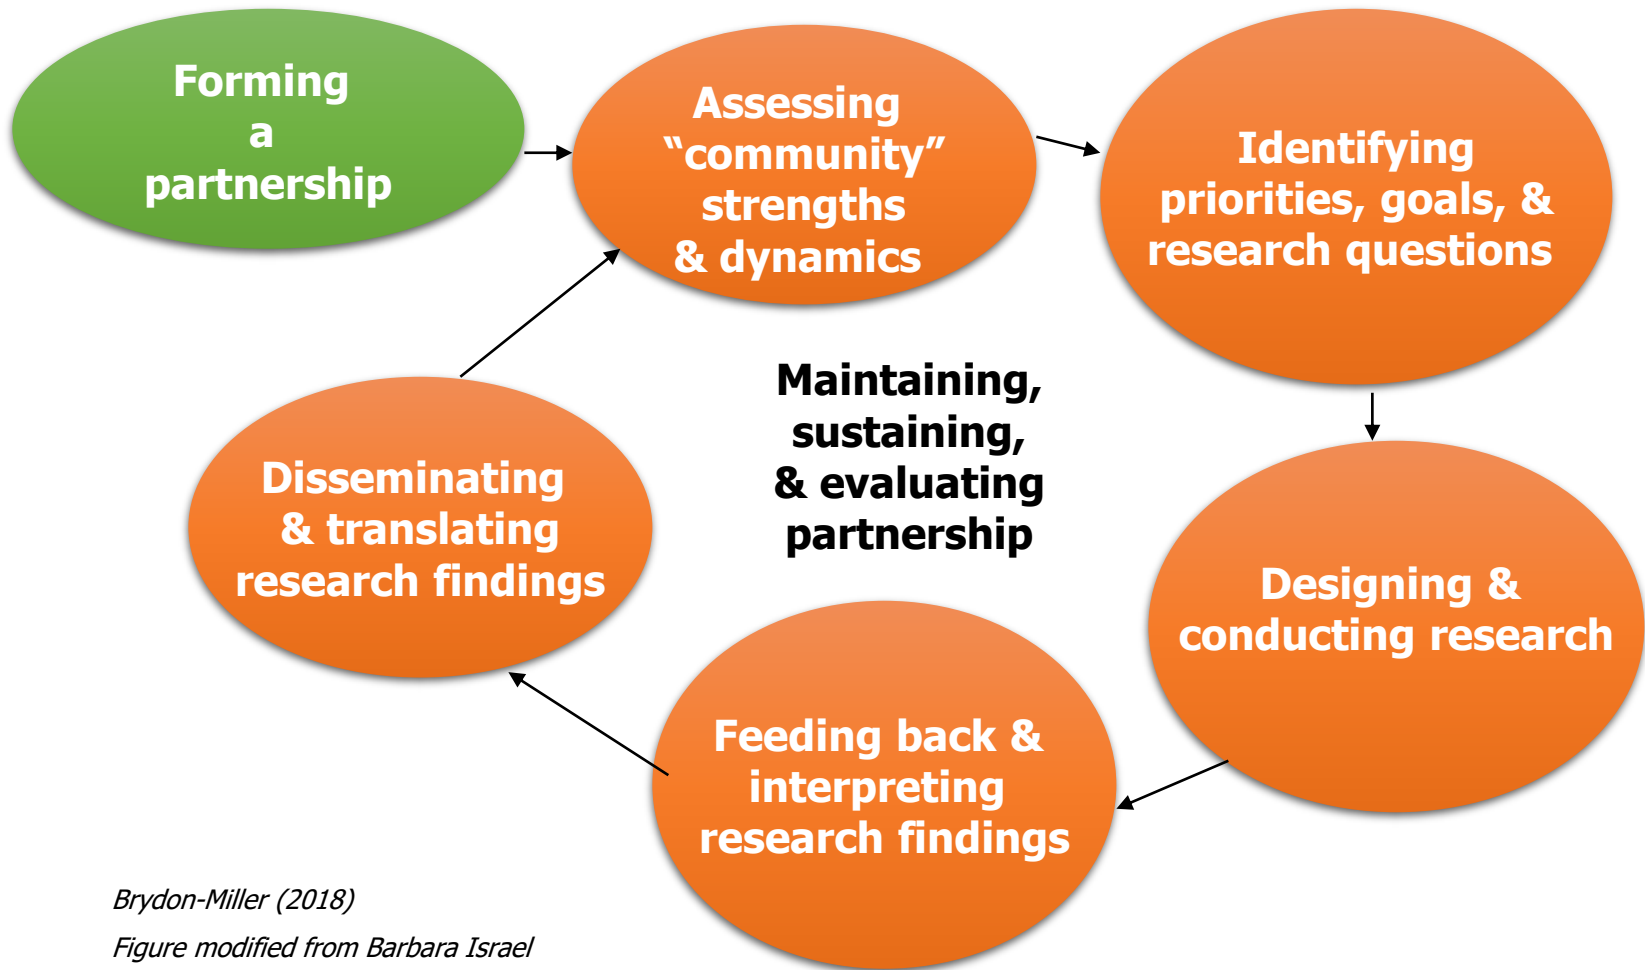 Forming
a
partnership
Assessing
“community”
strengths
& dynamics
Identifying
priorities, goals, &
research questions
Maintaining,
sustaining,
& evaluating
partnership
Disseminating
& translating
research findings
Designing &
conducting research
Feeding back &
interpreting
research findings
Brydon-Miller (2018)
Figure modified from Barbara Israel